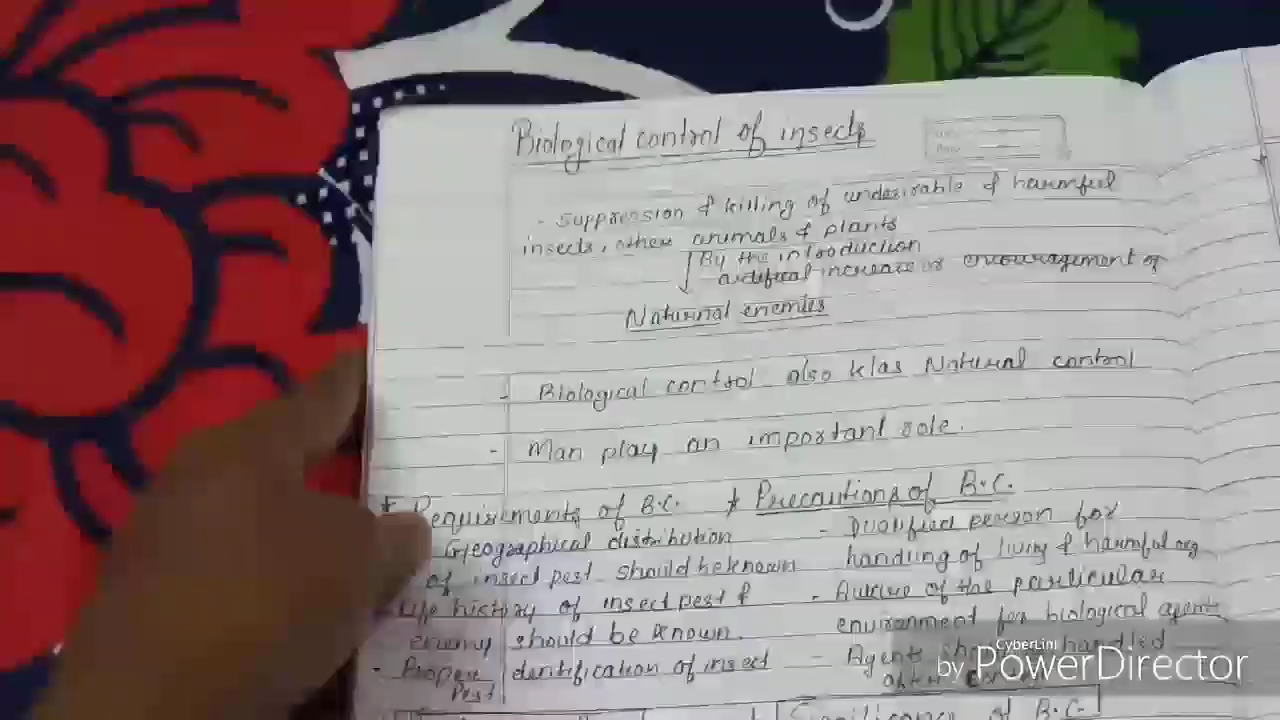 Biological control of insects
- Suppression & killing of undesirable & harmful
insects, other animals & plants
By the introduction
artifical increase or encouragement of
Natural enemies
- Biological control also k/as Natural control
- Man play an important role.
* Requirements of B.C.
Geographical distribution
of insect pest should be known
- Life history of insect pest &
enemy should be known.
- Proper identification of insect
Pest
* Precautions of B.C.
- Qualified person for
handling of living & harmful org
- Aware of the particular
environment for biological agents
- Agents handled
Significance of B.C.
CyberLink
by PowerDirector